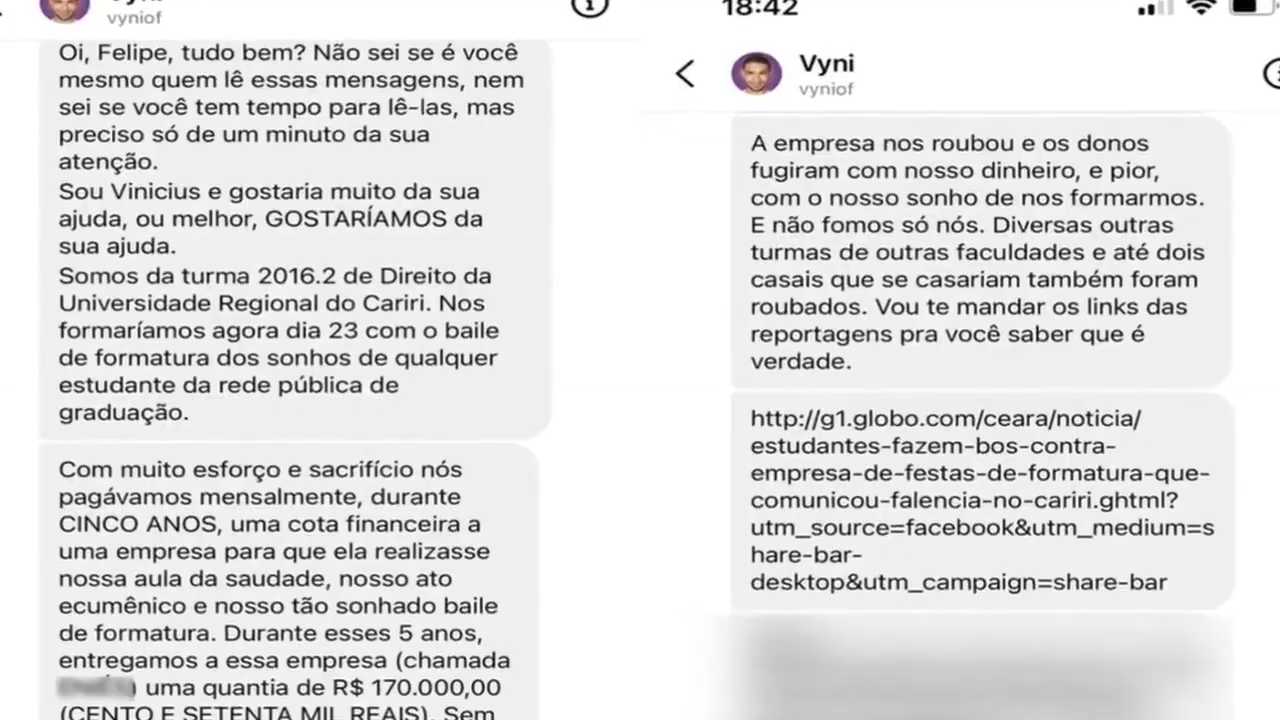 vyniof
Oi, Felipe, tudo bem? Não sei se é você
mesmo quem lê essas mensagens, nem
sei se você tem tempo para lê-las, mas
preciso só de um minuto da sua
atenção.
Sou Vinicius e gostaria muito da sua
ajuda, ou melhor, GOSTARÍAMOS da
sua ajuda.
Somos da turma 2016.2 de Direito da
Universidade Regional do Cariri. Nos
formaríamos agora dia 23 com o baile
de formatura dos sonhos de qualquer
estudante da rede pública de
graduação.
Com muito esforço e sacrifício nós
pagávamos mensalmente, durante
CINCO ANOS, uma cota financeira a
uma empresa para que ela realizasse
nossa aula da saudade, nosso ato
ecumênico e nosso tão sonhado baile
de formatura. Durante esses 5 anos,
entregamos a essa empresa (chamada
) uma quantia de R$ 170.000,00
(CENTO E SETENTA MIL REAIS). Sem
18:42
Vyni
vyniof
A empresa nos roubou e os donos
fugiram com nosso dinheiro, e pior,
com o nosso sonho de nos formarmos.
E não fomos só nós. Diversas outras
turmas de outras faculdades e até dois
casais que se casariam também foram
roubados. Vou te mandar os links das
reportagens pra você saber que é
verdade.
http://g1.globo.com/ceara/noticia/
estudantes-fazem-bos-contra-
empresa-de-festas-de-formatura-que-
comunicou-falencia-no-cariri.ghtml?
utm_source=facebook&utm_medium=s
hare-bar-
desktop&utm_campaign=share-bar